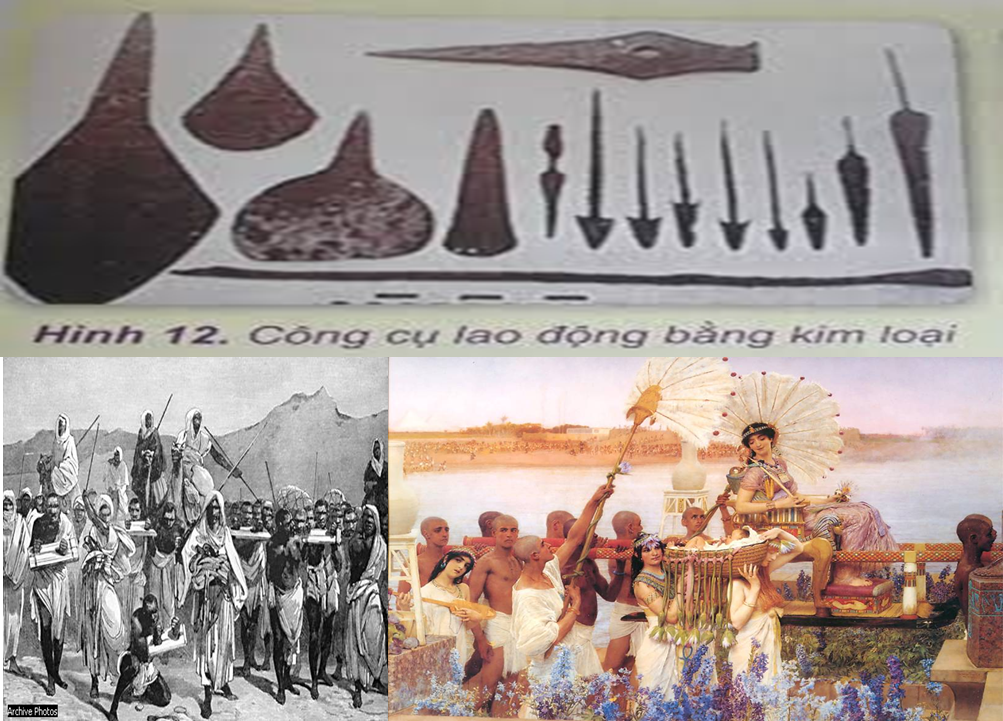 Hình 12. Công cụ lao động bằng kim loại
Archive Photos